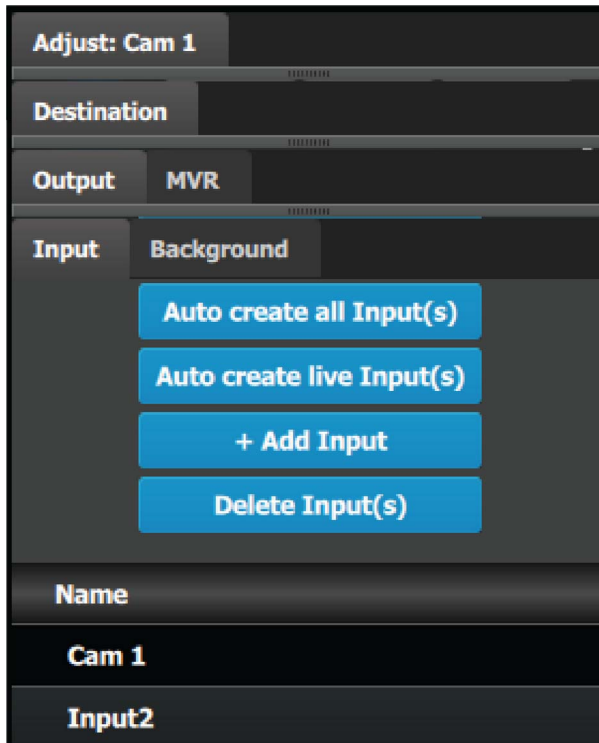 Adjust: Cam 1
Destination
Output MVR
Input Background
Auto create all Input(s)
Auto create live Input(s)
+ Add Input
Delete Input(s)
Name
Cam 1
Input2